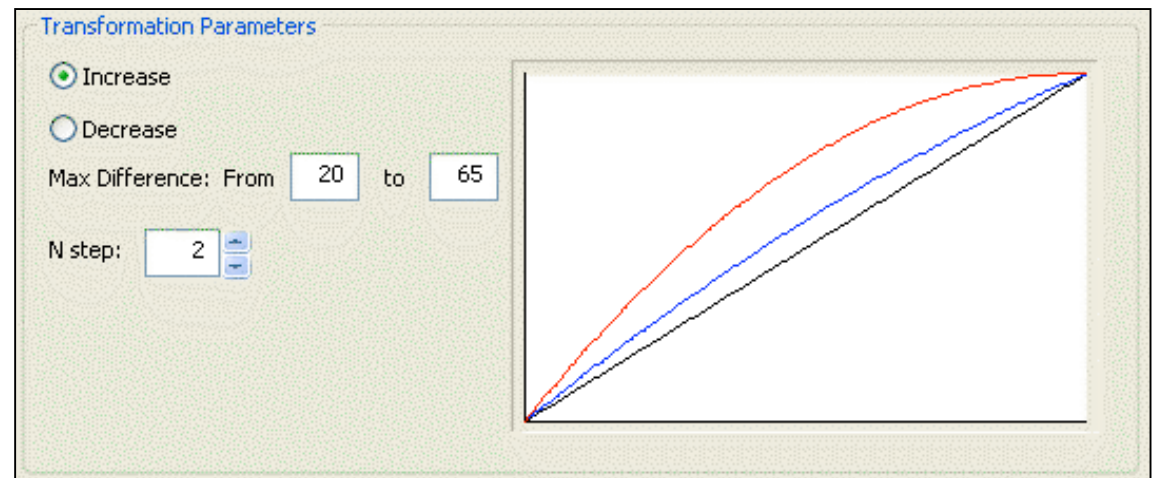 Transformation Parameters
Increase
Decrease
Max Difference: From 20 to 65
N step: 2